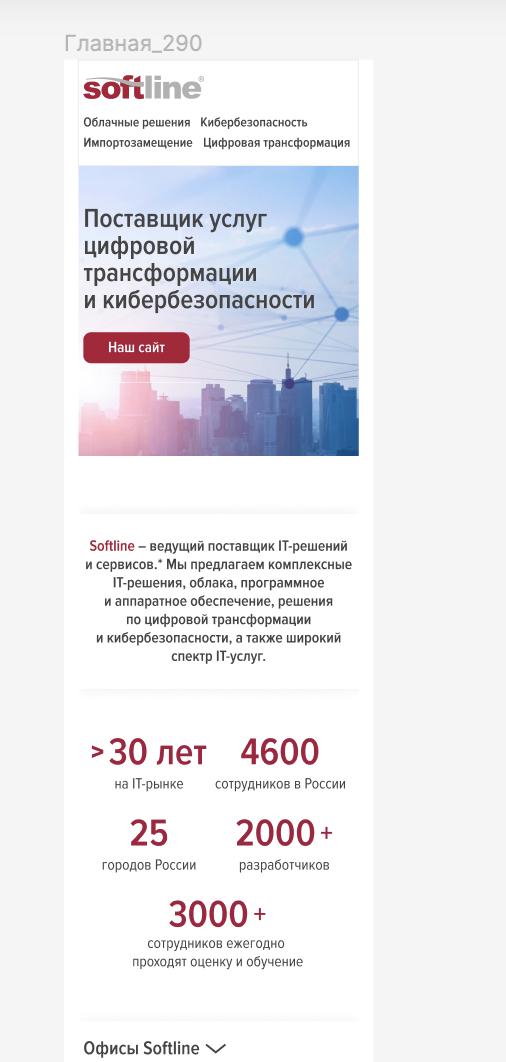 Главная_290
softline®
Облачные решения Кибербезопасность
Импортозамещение Цифровая трансформация
Поставщик услуг
цифровой
трансформации
и кибербезопасности
Наш сайт
Softline – ведущий поставщик IT-решений
и сервисов.* Мы предлагаем комплексные
IT-решения, облака, программное
и аппаратное обеспечение, решения
по цифровой трансформации
и кибербезопасности, а также широкий
спектр IT-услуг.
> 30 лет 4600
на IT-рынке сотрудников в России
25 2000 +
городов России разработчиков
3000 +
сотрудников ежегодно
проходят оценку и обучение
Офисы Softline